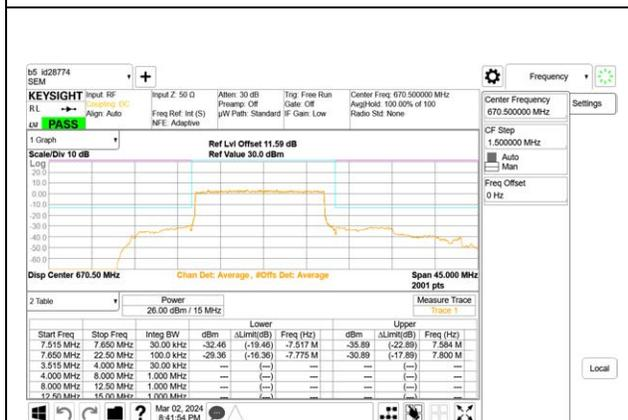 b5 id28774
SEM
Frequency
KEYSIGHT
RL
PASS
Input: RF
Coupling: DC
Align: Auto
Input Z: 50 Ω
Freq Ref: Int (S)
NFE: Adaptive
Atten: 30 dB
Preamp: Off
µW Path: Standard
Trig: Free Run
Gate: Off
IF Gain: Low
Center Freq: 670.500000 MHz
Avg|Hold: 100.00% of 100
Radio Std: None
Center Frequency
670.500000 MHz
Settings
CF Step
1.500000 MHz
Auto
Man
Freq Offset
0 Hz
1 Graph
Scale/Div 10 dB
Ref Lvl Offset 11.59 dB
Ref Value 30.0 dBm
Log
20.0
10.0
0.00
-10.0
-20.0
-30.0
-40.0
-50.0
-60.0
Disp Center 670.50 MHz
Chan Det: Average , #Offs Det: Average
Span 45.000 MHz
2001 pts
2 Table
Power
26.00 dBm / 15 MHz
Measure Trace
Trace 1
Lower Upper
Start Freq Stop Freq Integ BW dBm ΔLimit(dB) Freq (Hz) dBm ΔLimit(dB) Freq (Hz)
7.515 MHz 7.650 MHz 30.00 kHz -32.46 (-19.46) -7.517 M -35.89 (-22.89) 7.584 M
7.650 MHz 22.50 MHz 100.0 kHz -29.36 (-16.36) -7.775 M -30.89 (-17.89) 7.800 M
3.515 MHz 4.000 MHz 30.00 kHz --- (---) --- --- (---) ---
4.000 MHz 8.000 MHz 1.000 MHz --- (---) --- --- (---) ---
8.000 MHz 12.50 MHz 1.000 MHz --- (---) --- --- (---) ---
12.50 MHz 15.00 MHz 1.000 MHz --- (---) --- --- (---) ---
Local
Mar 02, 2024
8:41:54 PM